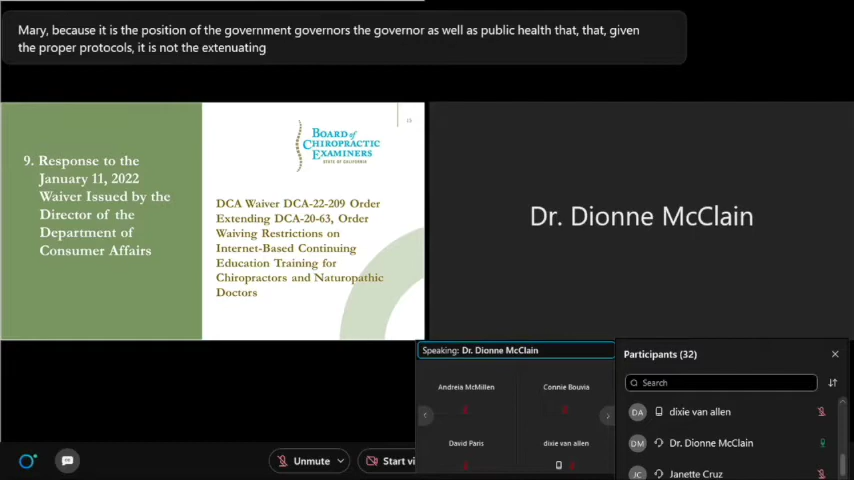 Mary, because it is the position of the government governors the governor as well as public health that, that, given
the proper protocols, it is not the extenuating
9. Response to the
January 11, 2022
Waiver Issued by the
Director of the
Department of
Consumer Affairs
15
BOARD of
CHIROPRACTIC
EXAMINERS
STATE OF CALIFORNIA
DCA Waiver DCA-22-209 Order
Extending DCA-20-63, Order
Waiving Restrictions on
Internet-Based Continuing
Education Training for
Chiropractors and Naturopathic
Doctors
Dr. Dionne McClain
Speaking: Dr. Dionne McClain
Andreia McMillen
Connie Bouvia
David Paris
dixie van allen
Participants (32)
Search
DA
dixie van allen
DM
Dr. Dionne McClain
JC
Janette Cruz
Unmute
Start vi